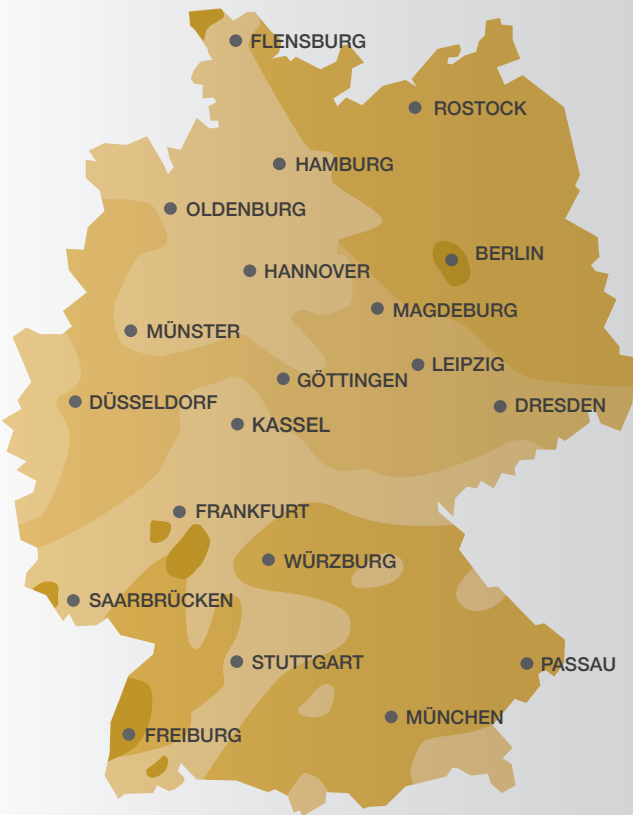 FLENSBURG
ROSTOCK
HAMBURG
OLDENBURG
BERLIN
HANNOVER
MAGDEBURG
MÜNSTER
LEIPZIG
GÖTTINGEN
DÜSSELDORF
DRESDEN
KASSEL
FRANKFURT
WÜRZBURG
SAARBRÜCKEN
STUTTGART
PASSAU
MÜNCHEN
FREIBURG